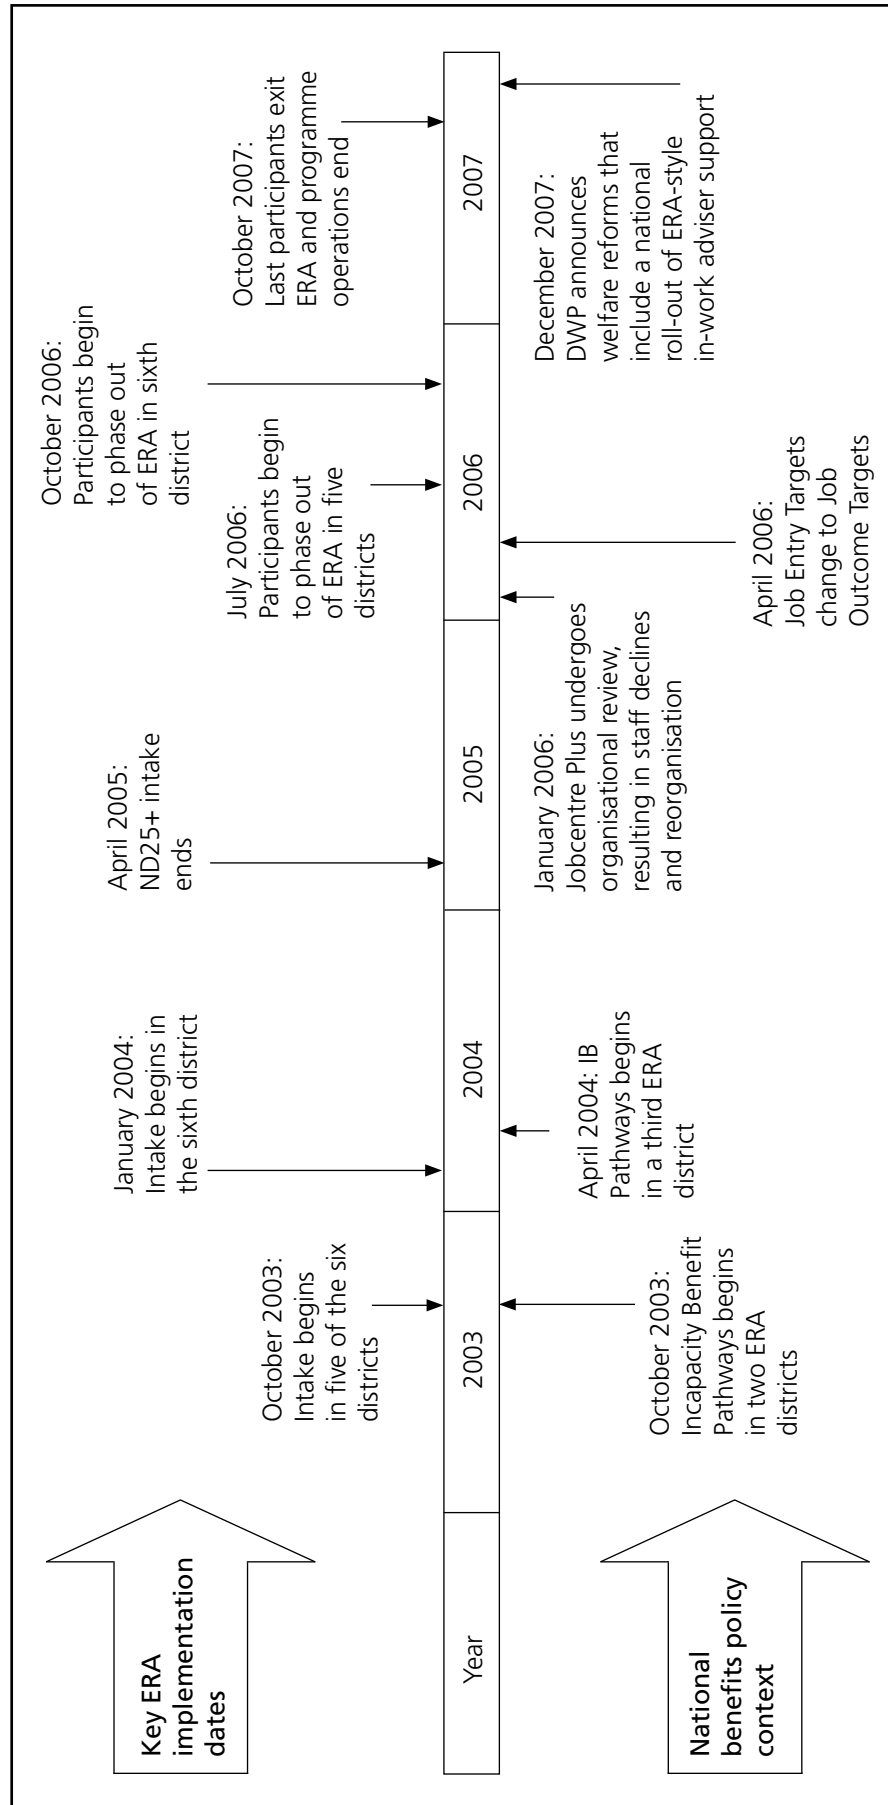 Key ERA
implementation
dates
October 2003:
Intake begins
in five of the six
districts
January 2004:
Intake begins in
the sixth district
April 2005:
ND25+ intake
ends
July 2006:
Participants begin
to phase out
of ERA in five
districts
October 2006:
Participants begin
to phase out
of ERA in sixth
district
October 2007:
Last participants exit
ERA and programme
operations end
Year
2003
2004
2005
2006
2007
National
benefits policy
context
October 2003:
Incapacity Benefit
Pathways begins
in two ERA
districts
April 2004: IB
Pathways begins
in a third ERA
district
January 2006:
Jobcentre Plus undergoes
organisational review,
resulting in staff declines
and reorganisation
April 2006:
Job Entry Targets
change to Job
Outcome Targets
December 2007:
DWP announces
welfare reforms that
include a national
roll-out of ERA-style
in-work adviser support